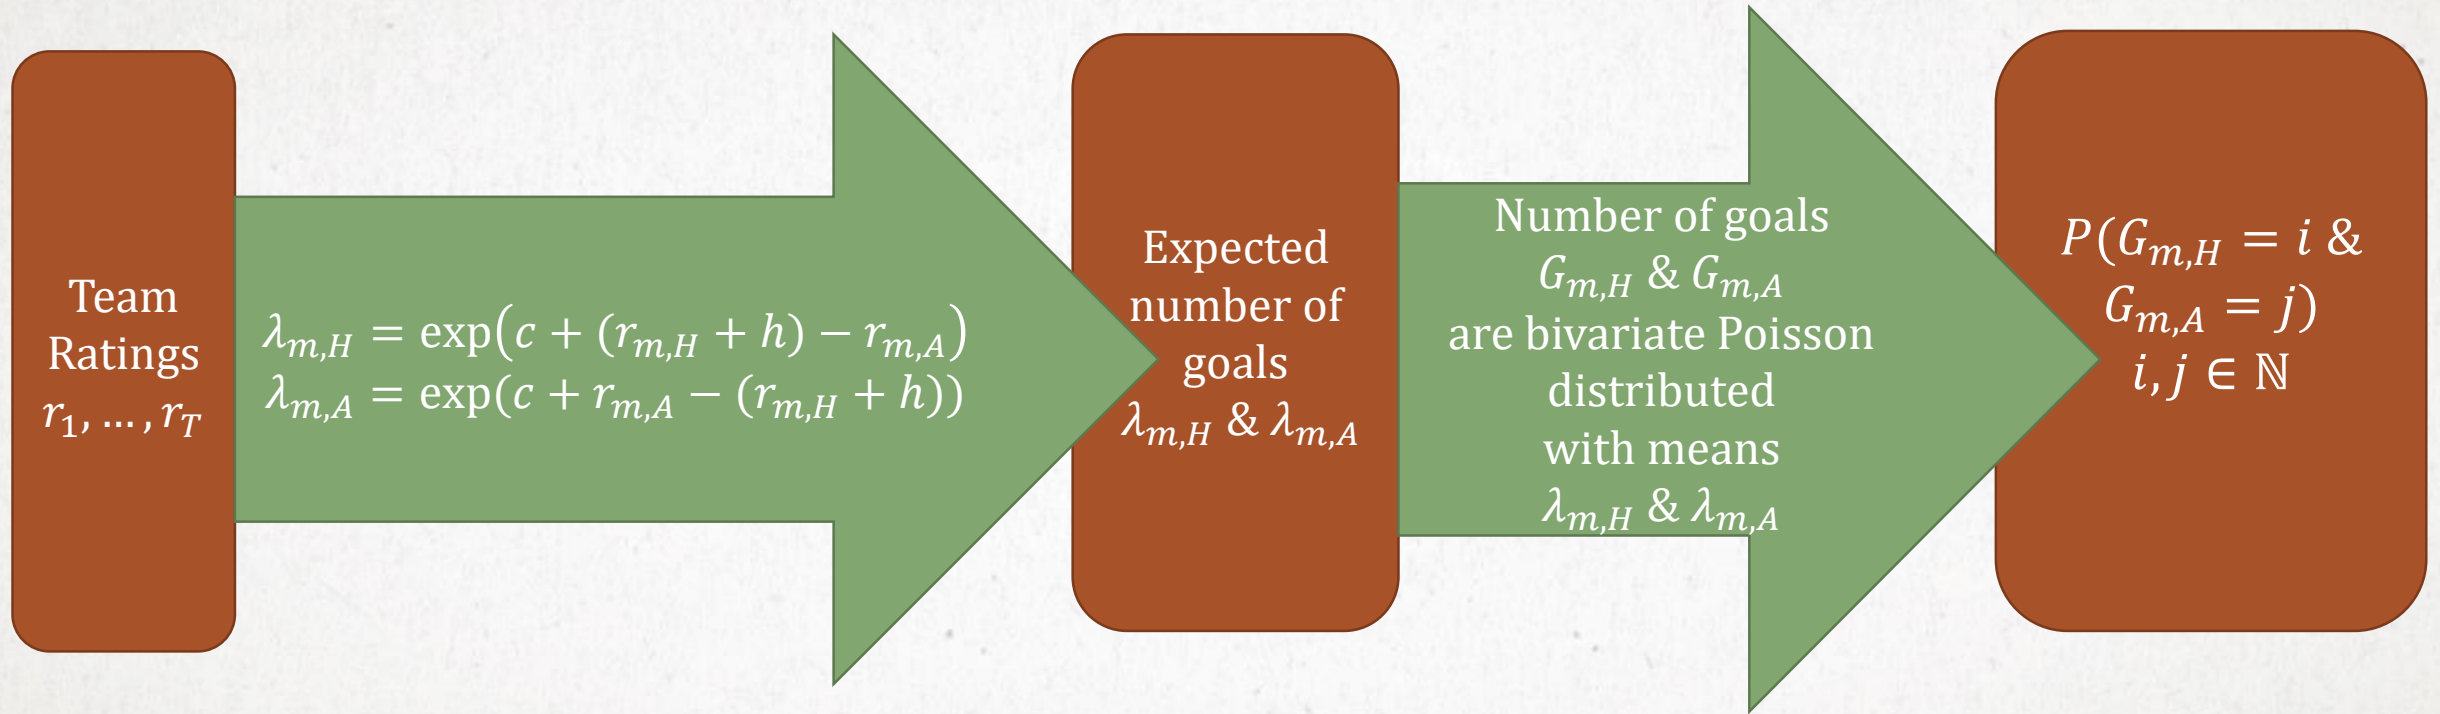 Team
Ratings
r₁, … , r_T
λ_{m,H} = exp(c + (r_{m,H} + h) − r_{m,A})
λ_{m,A} = exp(c + r_{m,A} − (r_{m,H} + h))
Expected
number of
goals
λ_{m,H} & λ_{m,A}
Number of goals
G_{m,H} & G_{m,A}
are bivariate Poisson
distributed
with means
λ_{m,H} & λ_{m,A}
P(G_{m,H} = i &
G_{m,A} = j)
i, j ∈ ℕ